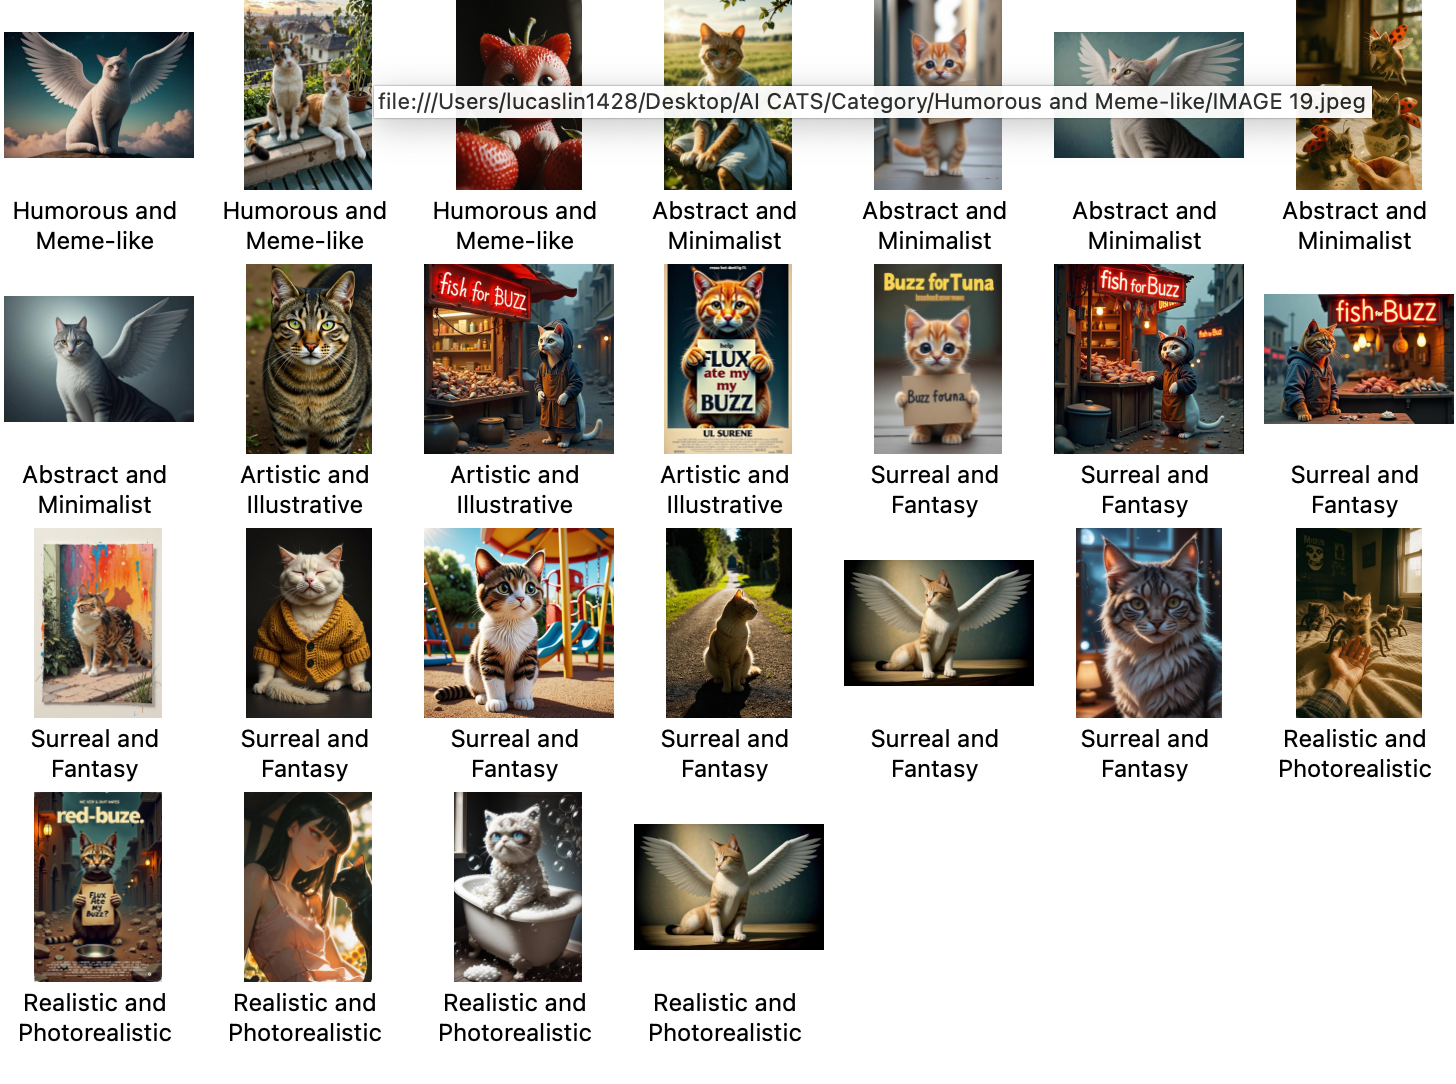 file:///Users/lucaslin1428/Desktop/AI CATS/Category/Humorous and Meme-like/IMAGE 19.jpeg
Humorous and
Meme-like
Humorous and
Meme-like
Humorous and
Meme-like
Abstract and
Minimalist
Abstract and
Minimalist
Abstract and
Minimalist
Abstract and
Minimalist
fish for BUZZ
help
FLUX
ate my
my
BUZZ
UL SURENE
Buzz for Tuna
Buzz founa
fish for Buzz
fish for Buzz
fish for Buzz
Abstract and
Minimalist
Artistic and
Illustrative
Artistic and
Illustrative
Artistic and
Illustrative
Surreal and
Fantasy
Surreal and
Fantasy
Surreal and
Fantasy
Surreal and
Fantasy
Surreal and
Fantasy
Surreal and
Fantasy
Surreal and
Fantasy
Surreal and
Fantasy
Surreal and
Fantasy
Realistic and
Photorealistic
red-buze.
FLUX
Ate
my
Buzz?
Realistic and
Photorealistic
Realistic and
Photorealistic
Realistic and
Photorealistic
Realistic and
Photorealistic